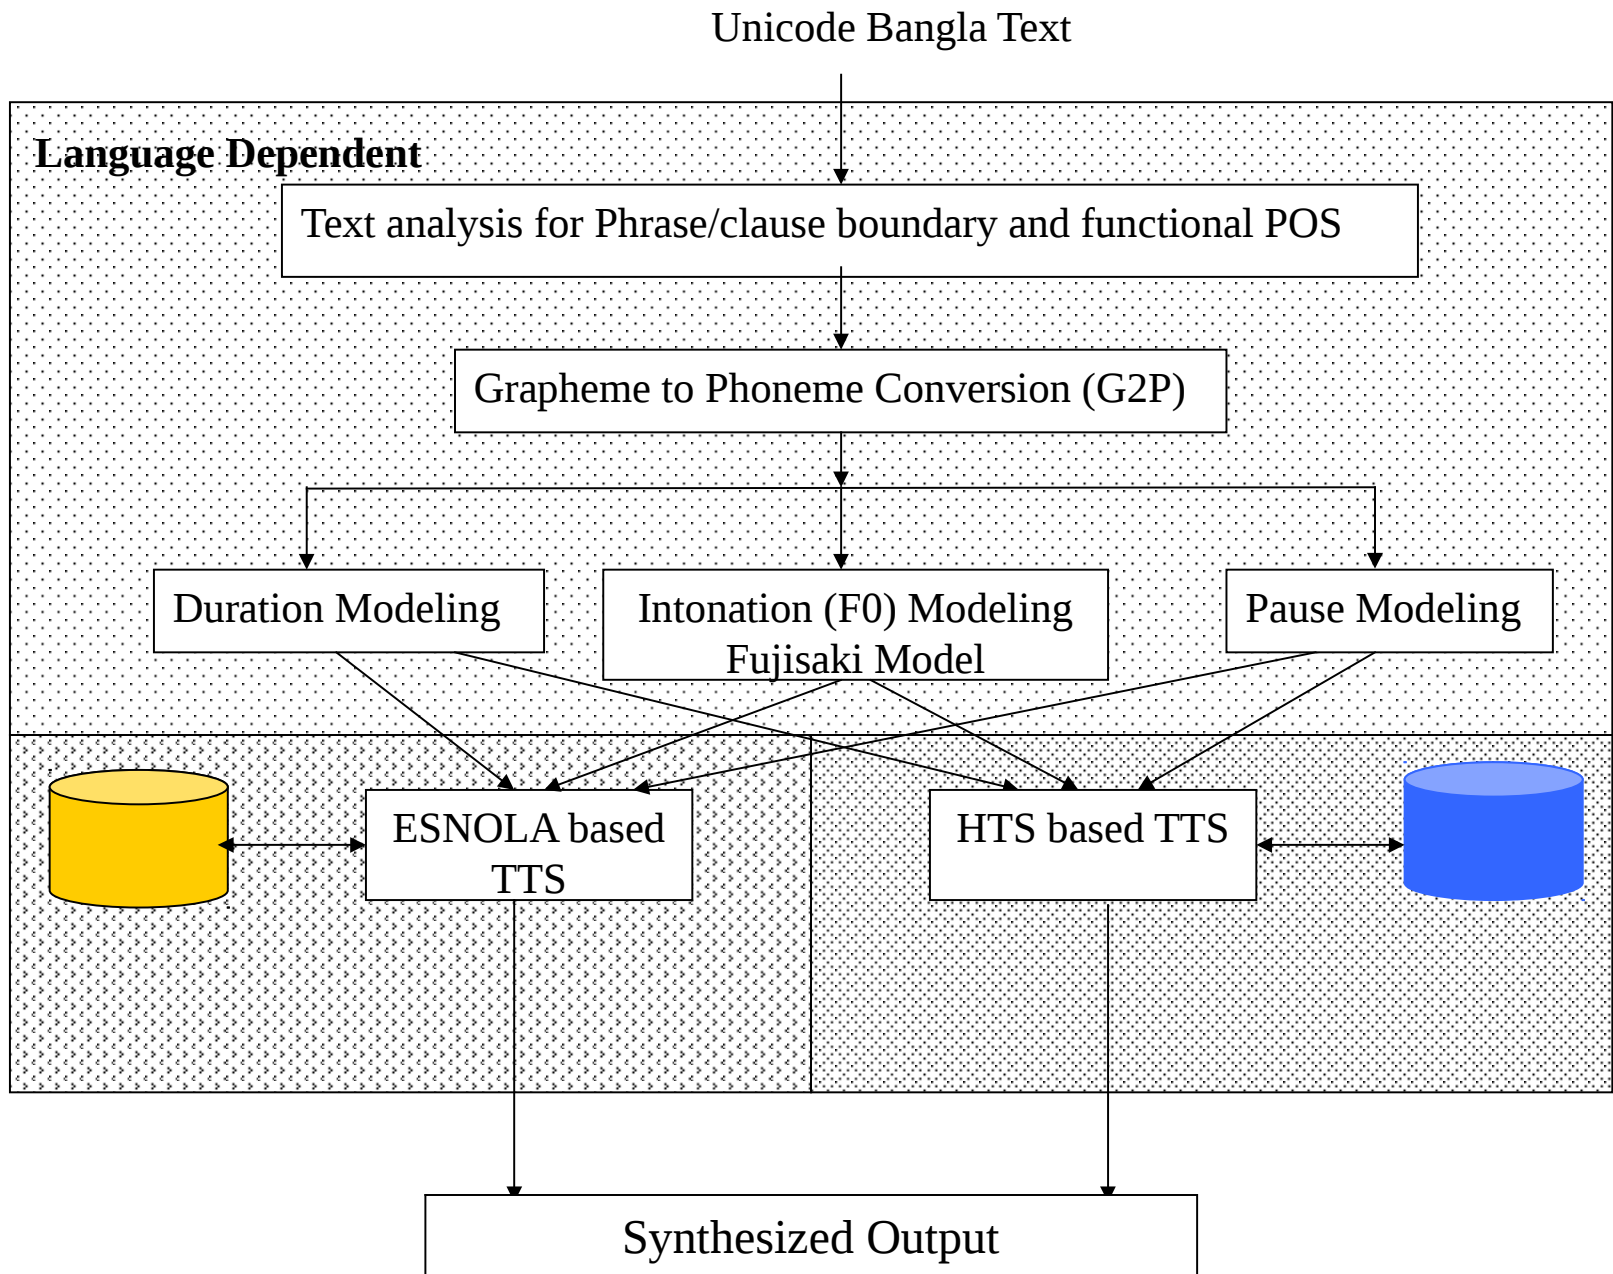 Unicode Bangla Text
Language Dependent
Text analysis for Phrase/clause boundary and functional POS
Grapheme to Phoneme Conversion (G2P)
Duration Modeling
Intonation (F0) Modeling
Fujisaki Model
Pause Modeling
ESNOLA based
TTS
HTS based TTS
Synthesized Output